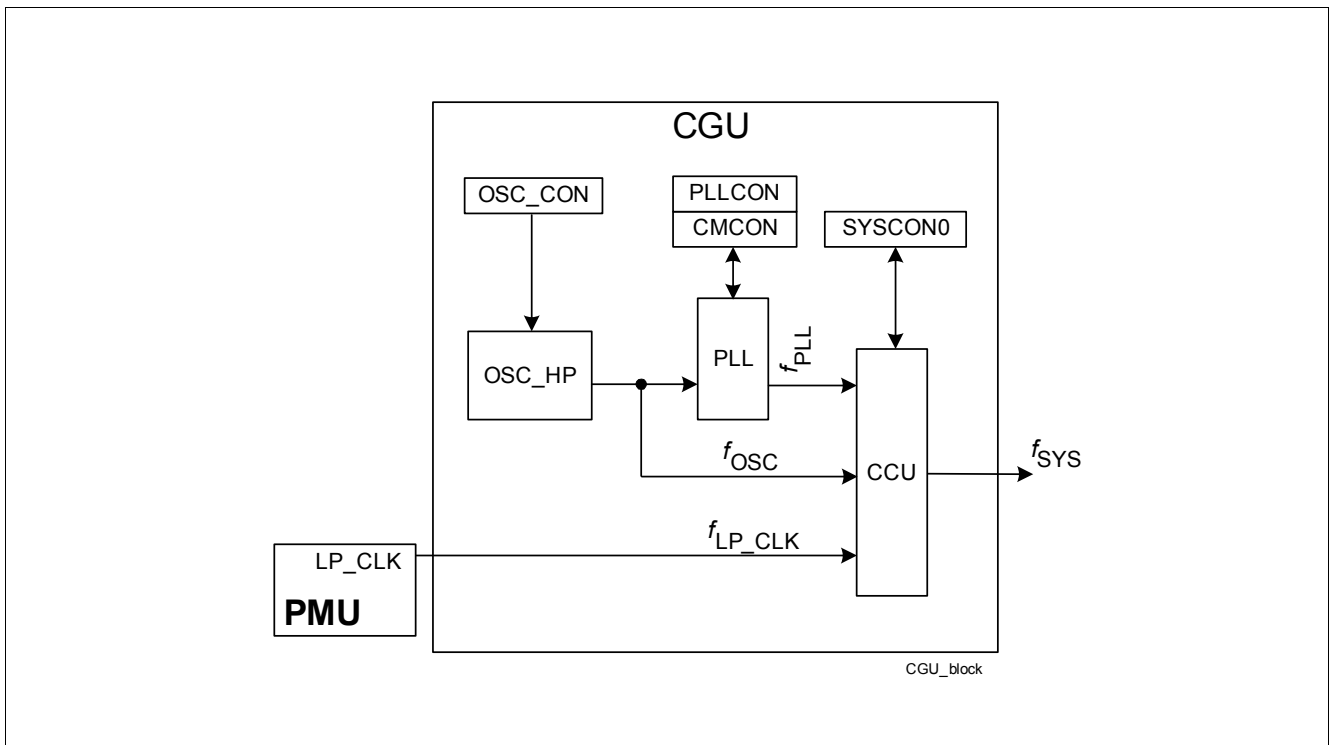 CGU
OSC_CON
PLLCON
CMCON
SYSCON0
OSC_HP
PLL
fPLL
fOSC
CCU
fSYS
fLP_CLK
LP_CLK
PMU
CGU_block